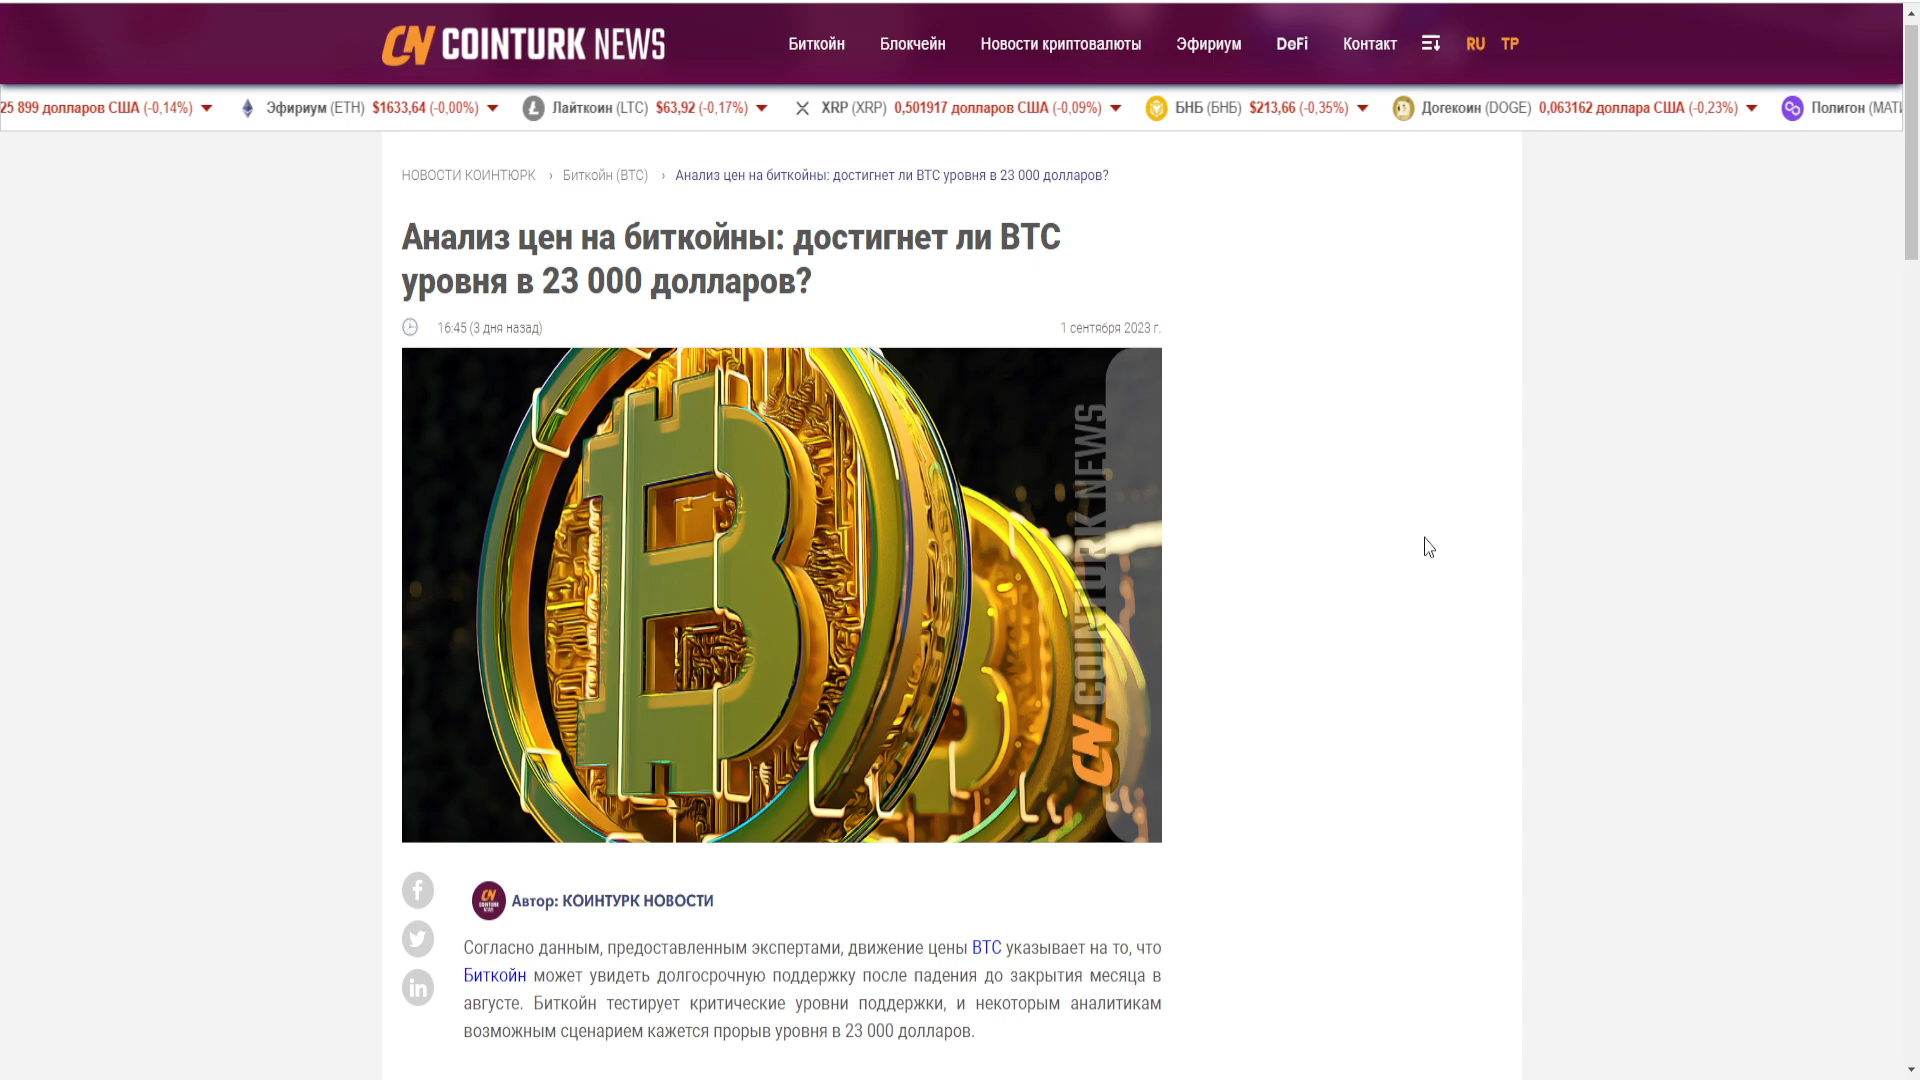 CN COINTURK NEWS
Биткойн Блокчейн Новости криптовалюты Эфириум DeFi Контакт RU TP
25 899 долларов США (-0,14%) Эфириум (ETH) $1633,64 (-0,00%) Лайткоин (LTC) $63,92 (-0,17%) XRP (XRP) 0,501917 долларов США (-0,09%) БНБ (БНБ) $213,66 (-0,35%) Догекоин (DOGE) 0,063162 доллара США (-0,23%) Полигон
НОВОСТИ КОИНТЮРК › Биткойн (BTC) › Анализ цен на биткойны: достигнет ли BTC уровня в 23 000 долларов?
Анализ цен на биткойны: достигнет ли BTC
уровня в 23 000 долларов?
16:45 (3 дня назад) 1 сентября 2023 г.
CN COINTURK NEWS
Автор: КОИНТУРК НОВОСТИ
Согласно данным, предоставленным экспертами, движение цены BTC указывает на то, что
Биткойн может увидеть долгосрочную поддержку после падения до закрытия месяца в
августе. Биткойн тестирует критические уровни поддержки, и некоторым аналитикам
возможным сценарием кажется прорыв уровня в 23 000 долларов.